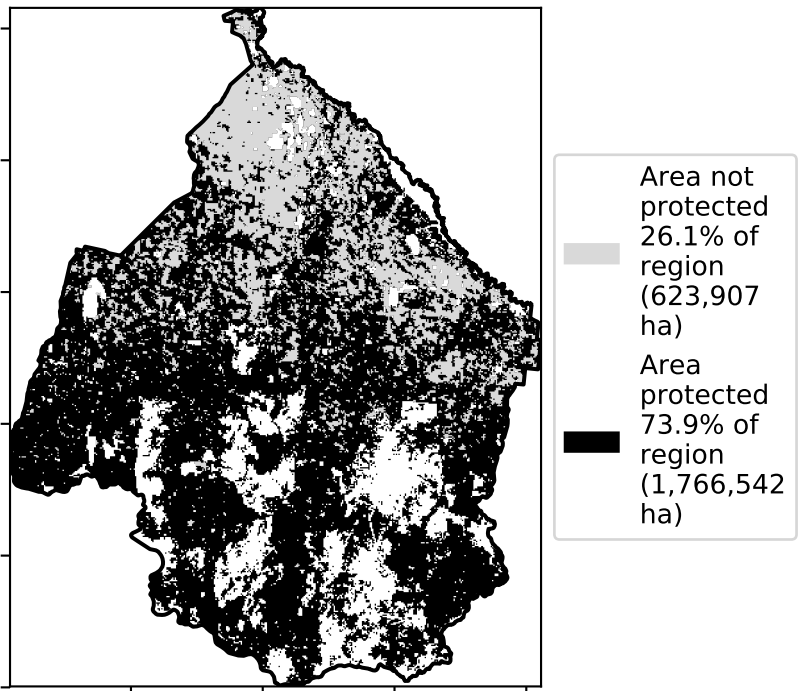 Area not
protected
26.1% of
region
(623,907
ha)
Area
protected
73.9% of
region
(1,766,542
ha)